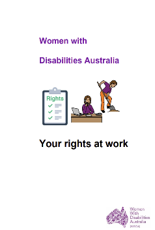 Women with
Disabilities Australia
Rights
Your rights at work
Women
With
Disabilities
Australia